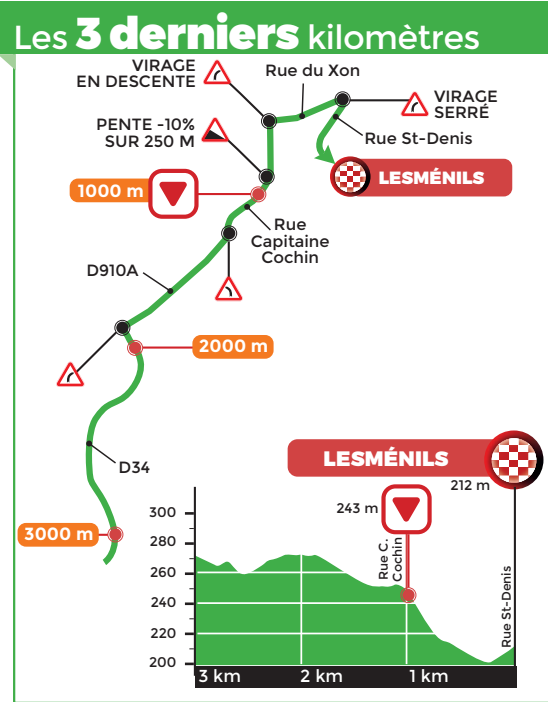 Les 3 derniers kilomètres
VIRAGE
EN DESCENTE
Rue du Xon
VIRAGE
SERRÉ
PENTE -10%
SUR 250 M
Rue St-Denis
LESMÉNILS
1000 m
Rue
Capitaine
Cochin
D910A
2000 m
D34
3000 m
LESMÉNILS
212 m
243 m
Rue C.
Cochin
Rue St-Denis
300
280
260
240
220
200
3 km
2 km
1 km